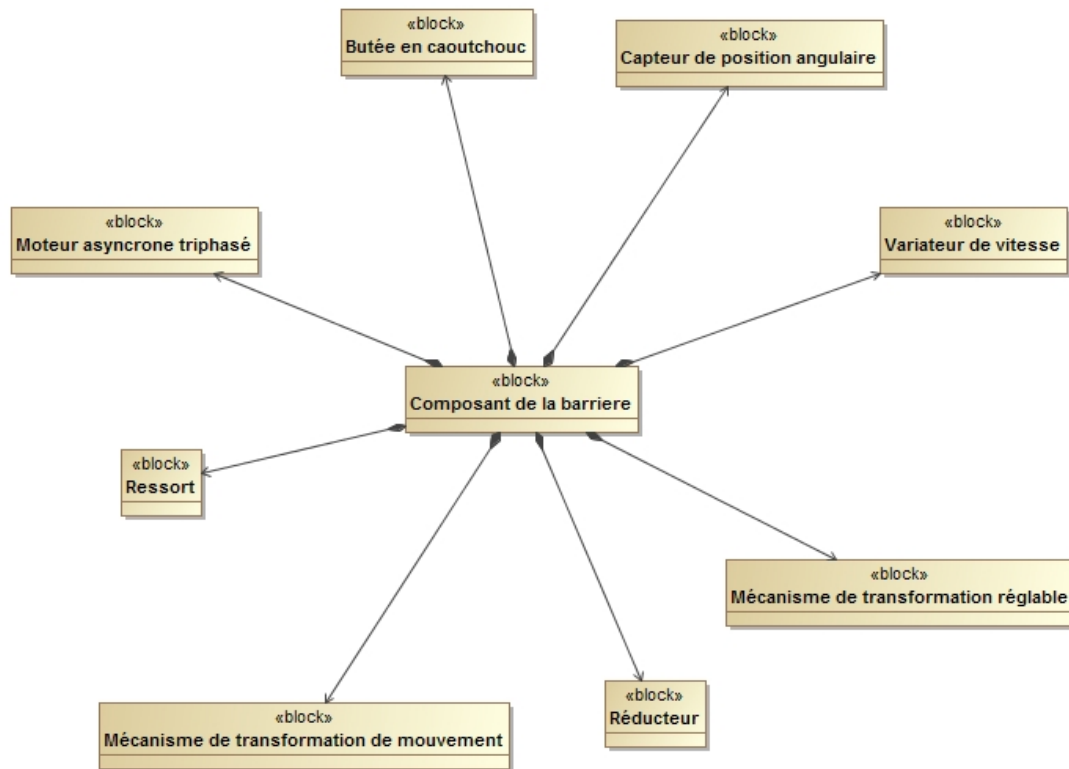 «block»
Butée en caoutchouc
«block»
Capteur de position angulaire
«block»
Moteur asyncrone triphasé
«block»
Variateur de vitesse
«block»
Composant de la barriere
«block»
Ressort
«block»
Mécanisme de transformation réglable
«block»
Réducteur
«block»
Mécanisme de transformation de mouvement